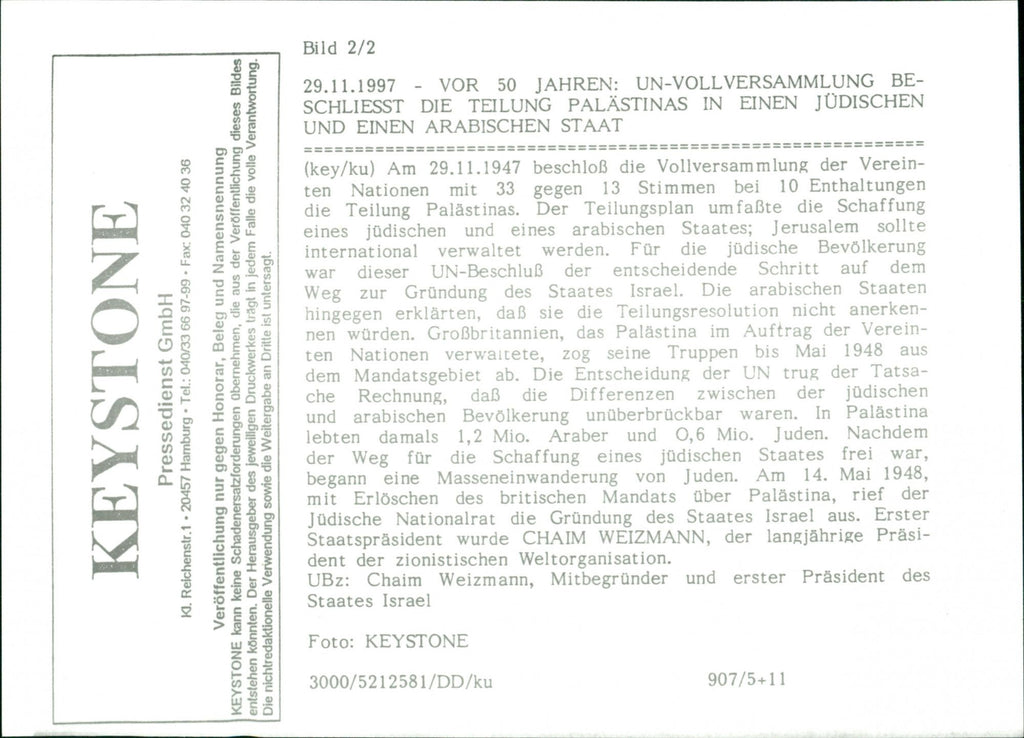 KEYSTONE
Pressedienst GmbH
Kl. Reichenstr.1 • 20457 Hamburg • Tel.: 040/33 66 97-99 • Fax: 040 32 40 36
Veröffentlichung nur gegen Honorar, Beleg und Namensnennung
KEYSTONE kann keine Schadenersatzforderungen übernehmen, die aus der Veröffentlichung dieses Bildes
entstehen könnten. Der Herausgeber des jeweiligen Druckwerkes trägt in jedem Falle die volle Verantwortung.
Die nichtredaktionelle Verwendung sowie die Weitergabe an Dritte ist untersagt.
Bild 2/2
29.11.1997 - VOR 50 JAHREN: UN-VOLLVERSAMMLUNG BE-
SCHLIESST DIE TEILUNG PALÄSTINAS IN EINEN JÜDISCHEN
UND EINEN ARABISCHEN STAAT
================================================================
(key/ku) Am 29.11.1947 beschloß die Vollversammlung der Verein-
ten Nationen mit 33 gegen 13 Stimmen bei 10 Enthaltungen
die Teilung Palästinas. Der Teilungsplan umfaßte die Schaffung
eines jüdischen und eines arabischen Staates; Jerusalem sollte
international verwaltet werden. Für die jüdische Bevölkerung
war dieser UN-Beschluß der entscheidende Schritt auf dem
Weg zur Gründung des Staates Israel. Die arabischen Staaten
hingegen erklärten, daß sie die Teilungsresolution nicht anerken-
nen würden. Großbritannien, das Palästina im Auftrag der Verein-
ten Nationen verwaltete, zog seine Truppen bis Mai 1948 aus
dem Mandatsgebiet ab. Die Entscheidung der UN trug der Tatsa-
che Rechnung, daß die Differenzen zwischen der jüdischen
und arabischen Bevölkerung unüberbrückbar waren. In Palästina
lebten damals 1,2 Mio. Araber und 0,6 Mio. Juden. Nachdem
der Weg für die Schaffung eines jüdischen Staates frei war,
begann eine Masseneinwanderung von Juden. Am 14. Mai 1948,
mit Erlöschen des britischen Mandats über Palästina, rief der
Jüdische Nationalrat die Gründung des Staates Israel aus. Erster
Staatspräsident wurde CHAIM WEIZMANN, der langjährige Präsi-
dent der zionistischen Weltorganisation.
UBz: Chaim Weizmann, Mitbegründer und erster Präsident des
Staates Israel
Foto: KEYSTONE
3000/5212581/DD/ku 907/5+11